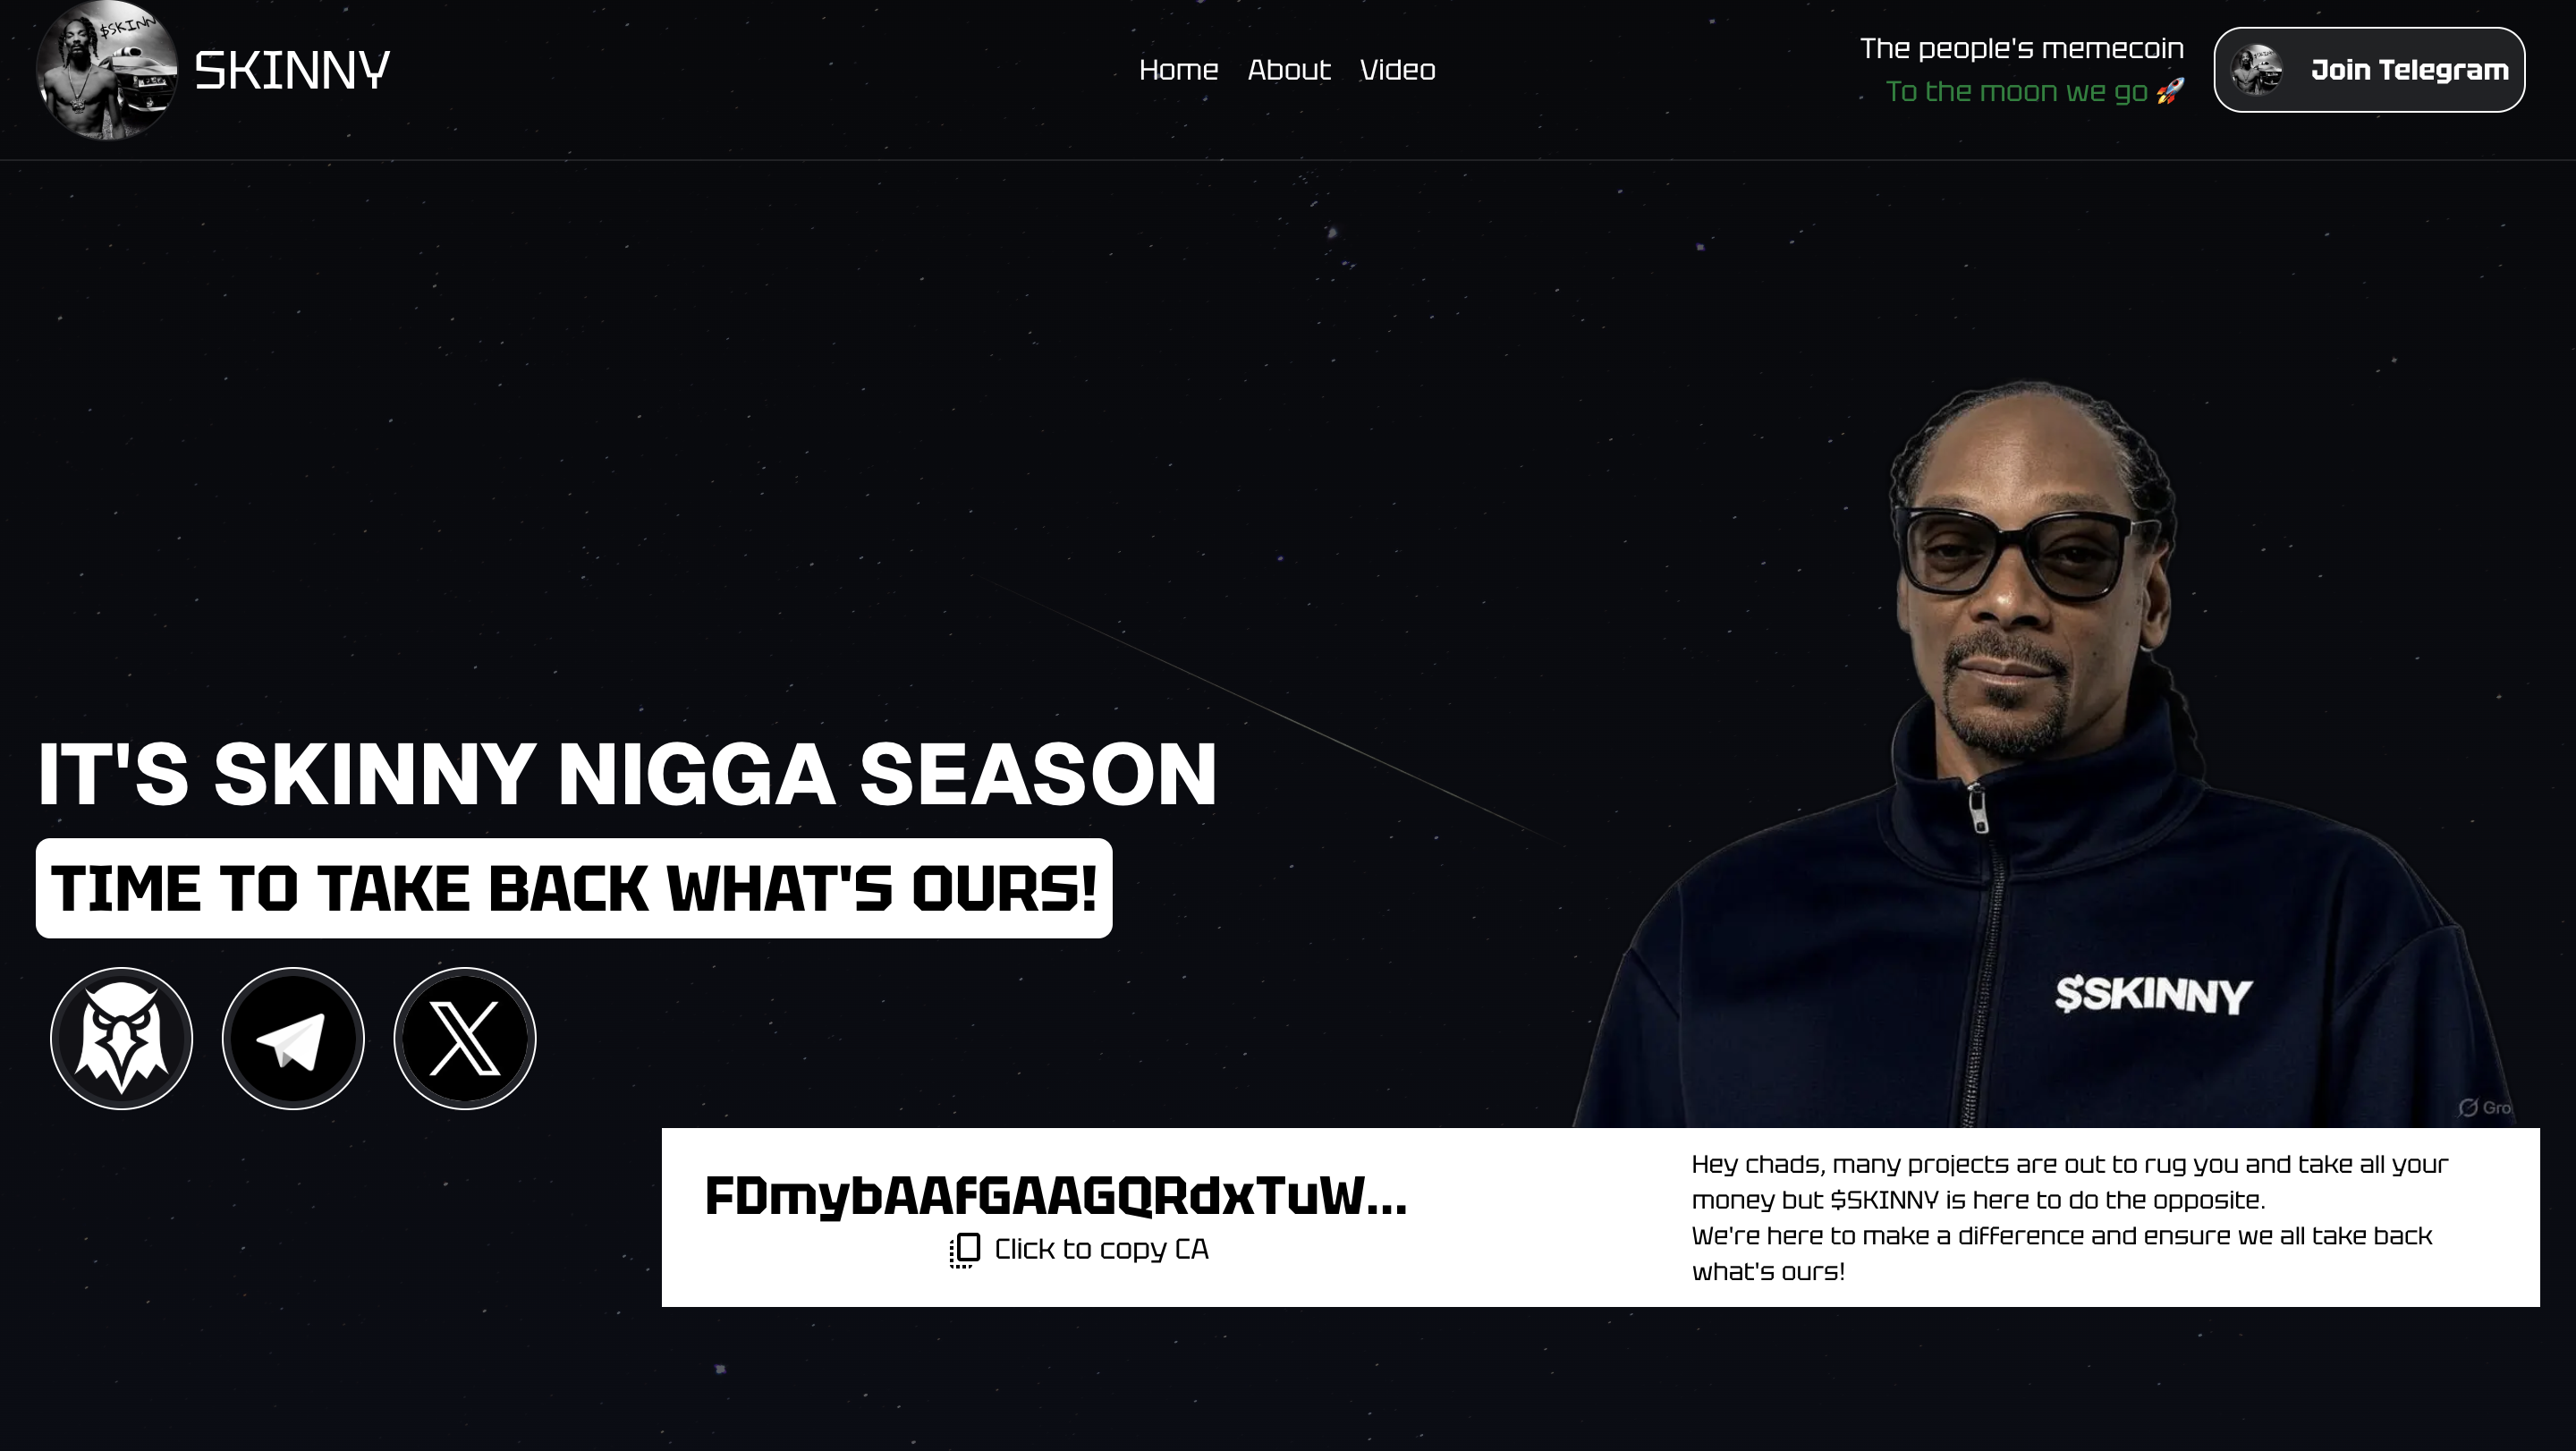 $SKINN
SKINNY
Home About Video
The people's memecoin
To the moon we go 🚀
Join Telegram
IT'S SKINNY NIGGA SEASON
TIME TO TAKE BACK WHAT'S OURS!
$SKINNY
Gro
FDmybAAfGAAGQRdxTuW...
Click to copy CA
Hey chads, many projects are out to rug you and take all your
money but $SKINNY is here to do the opposite.
We're here to make a difference and ensure we all take back
what's ours!